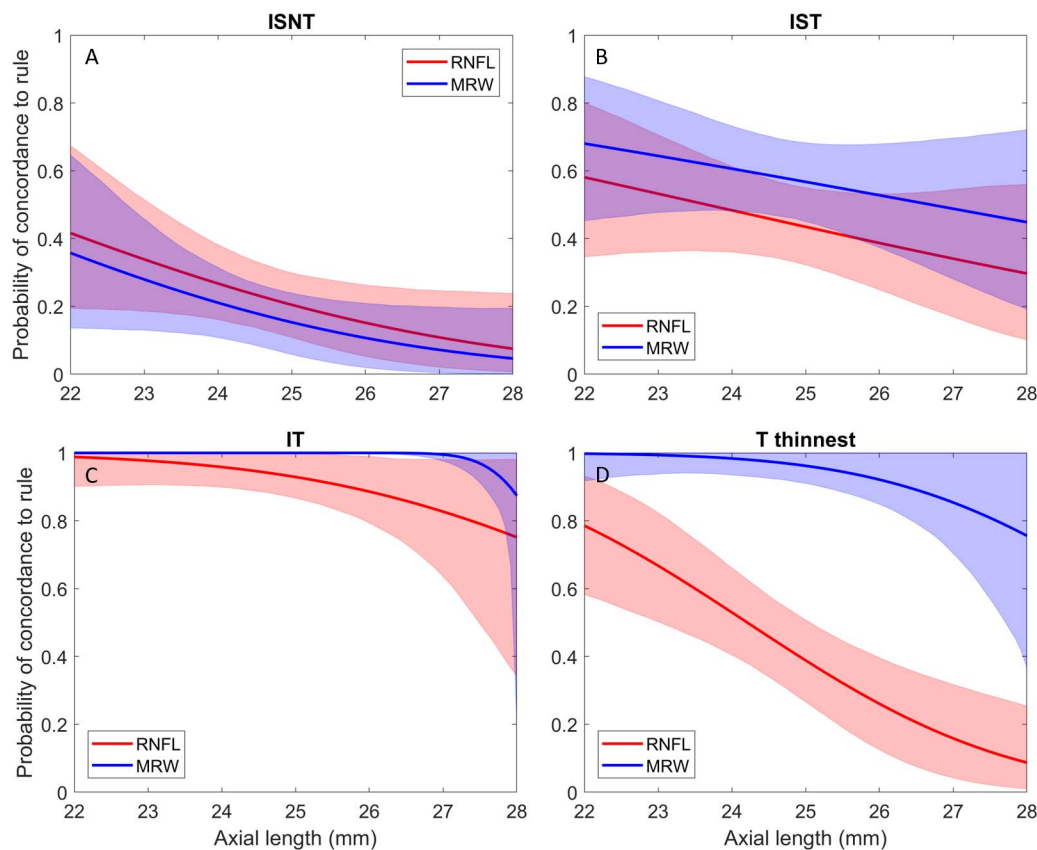 ISNT
A
RNFL
MRW
1
0.8
0.6
0.4
0.2
0
Probability of concordance to rule
22 23 24 25 26 27 28
IST
B
RNFL
MRW
1
0.8
0.6
0.4
0.2
0
22 23 24 25 26 27 28
IT
C
RNFL
MRW
1
0.8
0.6
0.4
0.2
0
Probability of concordance to rule
22 23 24 25 26 27 28
Axial length (mm)
T thinnest
D
RNFL
MRW
1
0.8
0.6
0.4
0.2
0
22 23 24 25 26 27 28
Axial length (mm)